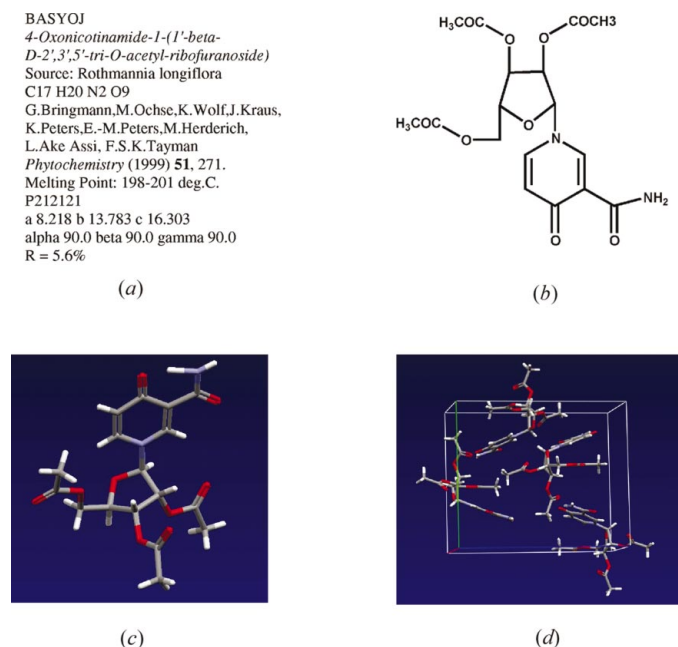 BASYOJ
4-Oxonicotinamide-1-(1'-beta-
D-2',3',5'-tri-O-acetyl-ribofuranoside)
Source: Rothmannia longiflora
C17 H20 N2 O9
G.Bringmann,M.Ochse,K.Wolf,J.Kraus,
K.Peters,E.-M.Peters,M.Herderich,
L.Ake Assi, F.S.K.Tayman
Phytochemistry (1999) 51, 271.
Melting Point: 198-201 deg.C.
P212121
a 8.218 b 13.783 c 16.303
alpha 90.0 beta 90.0 gamma 90.0
R = 5.6%
(a)
H3COC
OCH3
O
O
H3COC
O
O
N
NH2
O
O
(b)
(c)
(d)